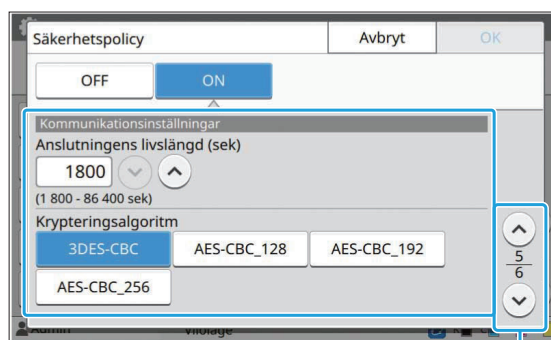 Säkerhetspolicy Avbryt OK
OFF ON
Kommunikationsinställningar
Anslutningens livslängd (sek)
1800
(1 800 - 86 400 sek)
Krypteringsalgoritm
3DES-CBC AES-CBC_128 AES-CBC_192
AES-CBC_256
5
6
Admin Viloläge